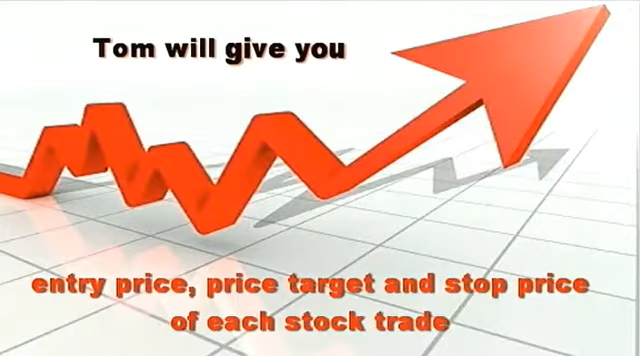 Tom will give you
entry price, price target and stop price
of each stock trade